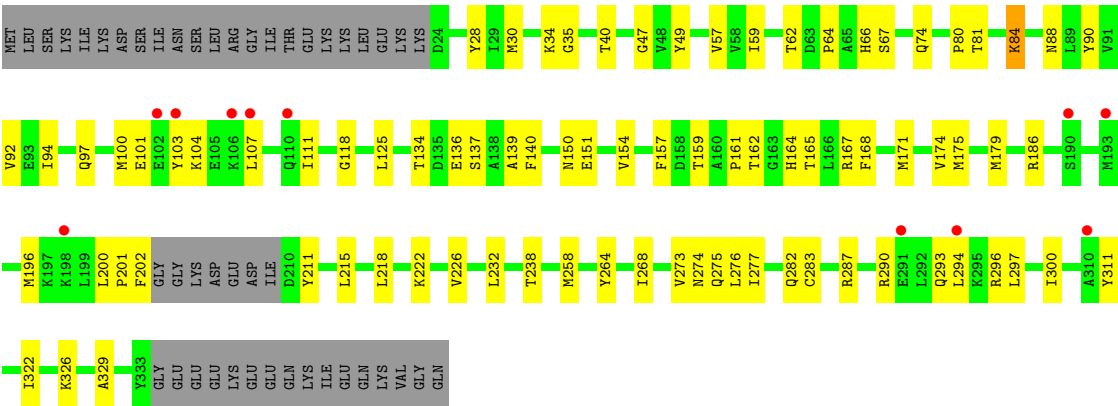 MET LEU SER LYS ILE LYS ASP SER ILE ASN SER LEU ARG GLY ILE THR GLU LYS LYS LEU GLU LYS LYS D24 Y28 I29 M30 K34 G35 T40 G47 V48 Y49 V57 V58 I59 T62 D63 P64 A65 H66 S67 Q74 P80 T81 K84 N88 L89 Y90 V91
V92 E93 I94 Q97 M100 E101 E102 Y103 K104 E105 K106 L107 Q110 I111 G118 L125 T134 D135 E136 S137 A138 A139 F140 N150 E151 V154 F157 D158 T159 A160 P161 T162 G163 H164 T165 L166 R167 F168 M171 V174 M175 M179 R186 S190 M193
M196 K197 K198 L199 L200 P201 F202 GLY GLY LYS ASP GLU ASP ILE D210 Y211 L215 L218 K222 V226 L232 T238 M258 Y264 I268 V273 N274 Q275 L276 I277 Q282 C283 R287 R290 E291 L292 Q293 L294 K295 R296 L297 I300 A310 Y311
I322 K326 A329 Y333 GLY GLU GLU GLU LYS GLU GLU GLN LYS ILE GLU GLN LYS VAL GLY GLN